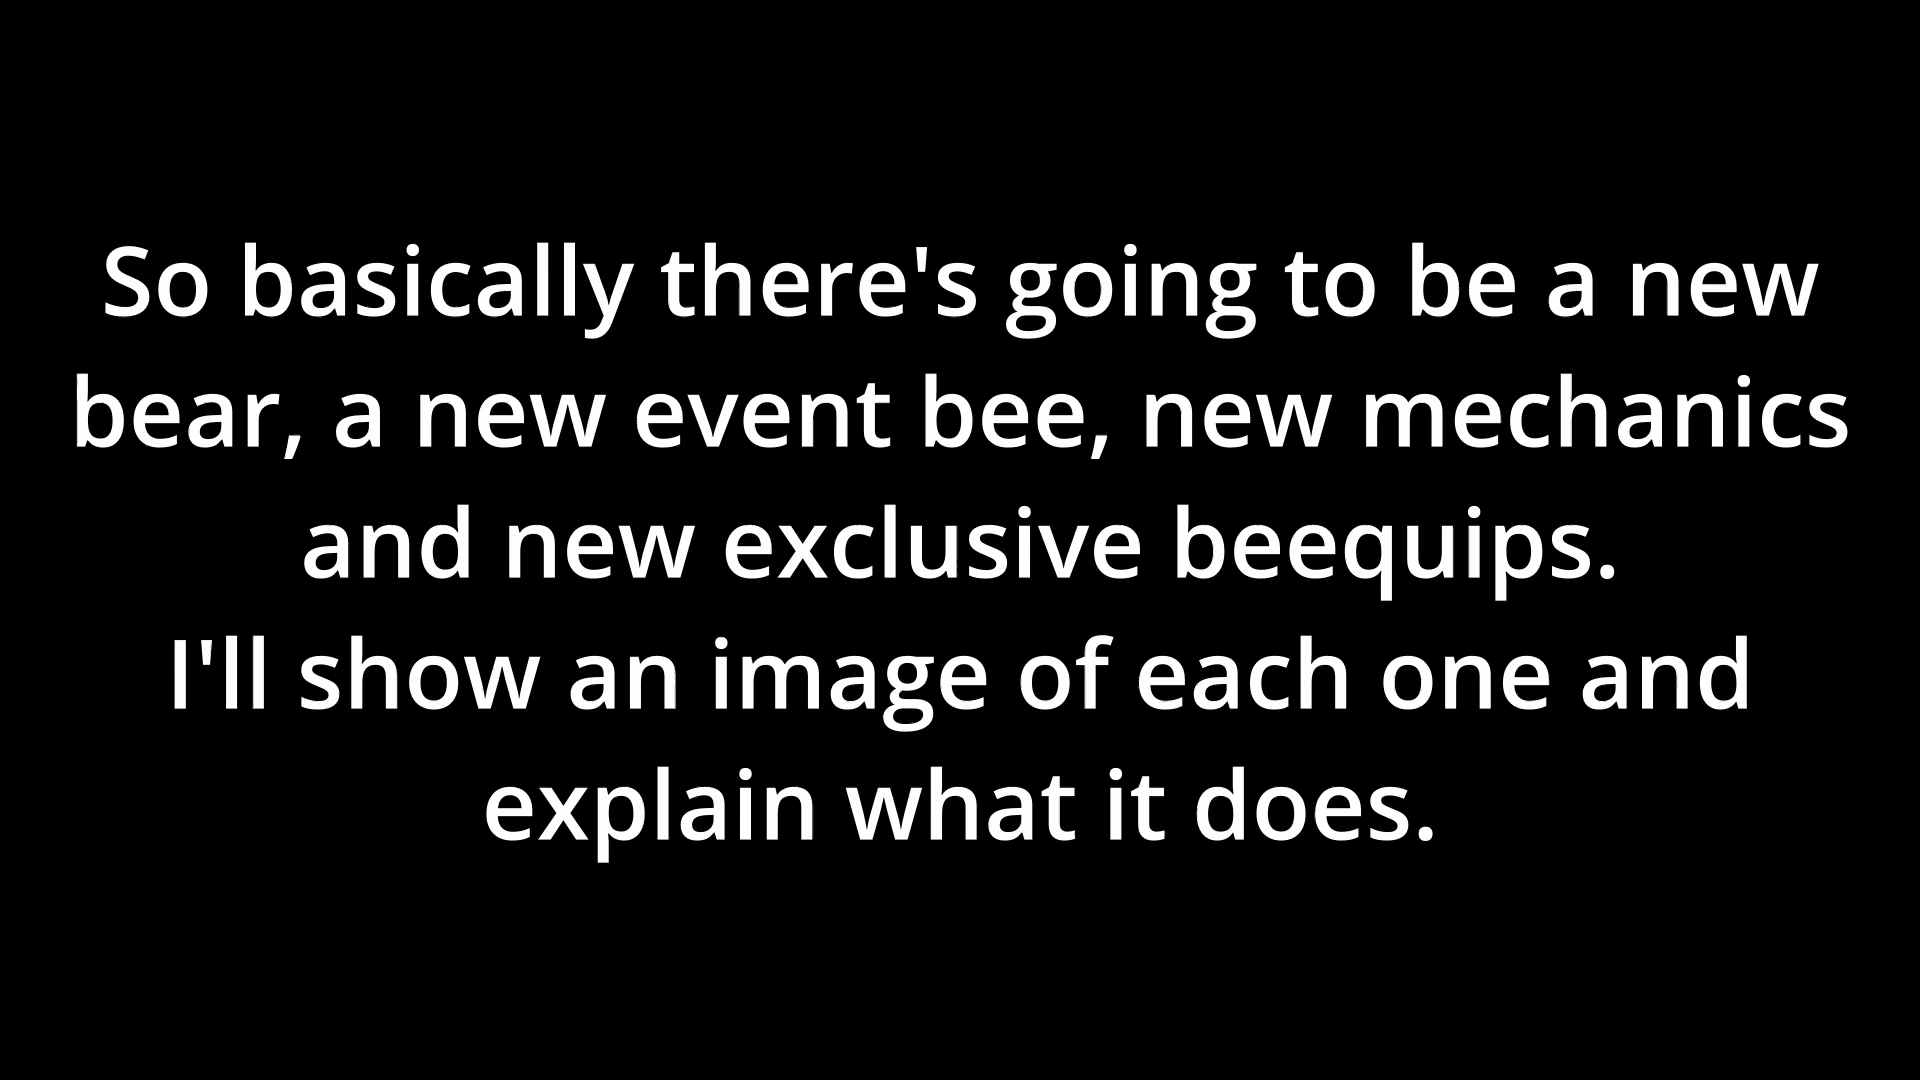 So basically there's going to be a new
bear, a new event bee, new mechanics
and new exclusive beequips.
I'll show an image of each one and
explain what it does.